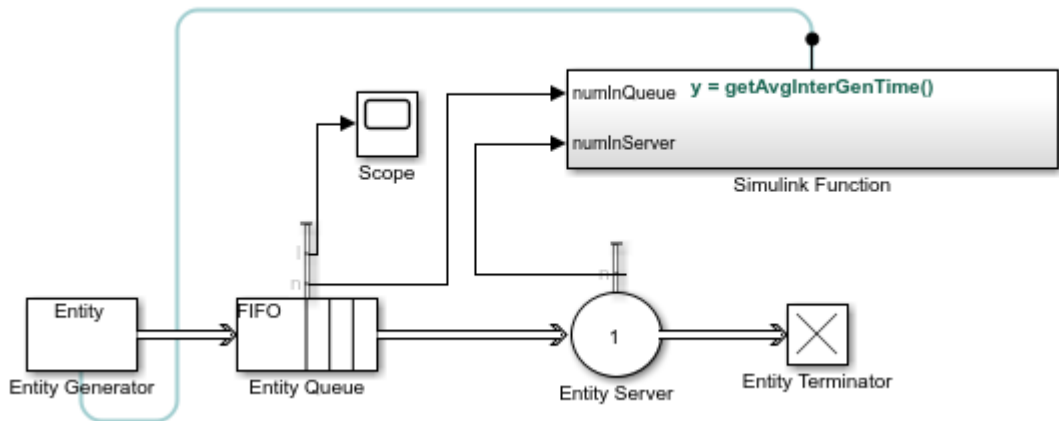 y = getAvgInterGenTime()
numInQueue
numInServer
Simulink Function
Scope
l
n
n
Entity
FIFO
1
Entity Generator
Entity Queue
Entity Server
Entity Terminator